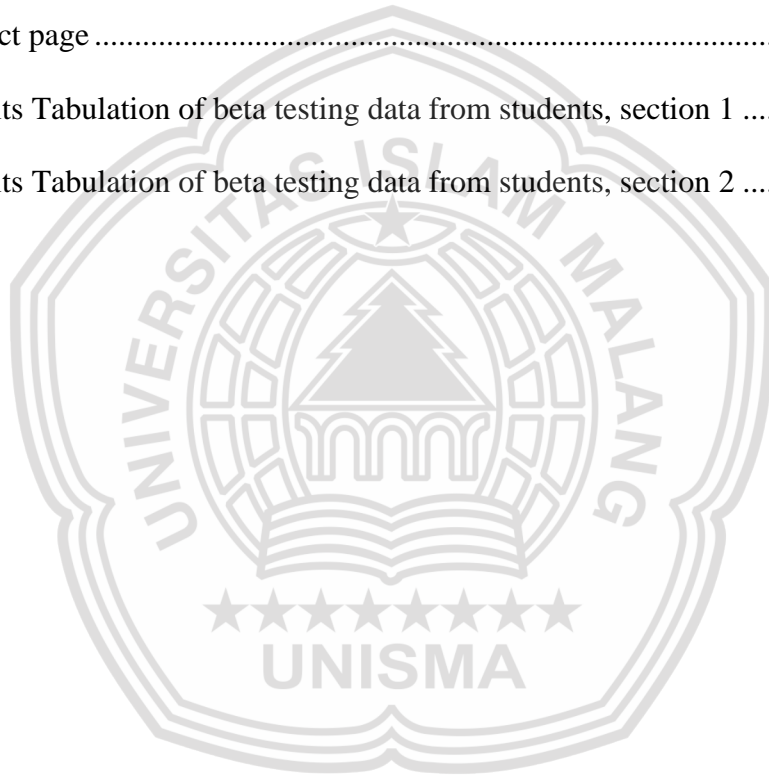 ct page ....................................................................................................
ts Tabulation of beta testing data from students, section 1 ....
ts Tabulation of beta testing data from students, section 2 ....
UNIVERSITAS ISLAM MALANG
UNISMA